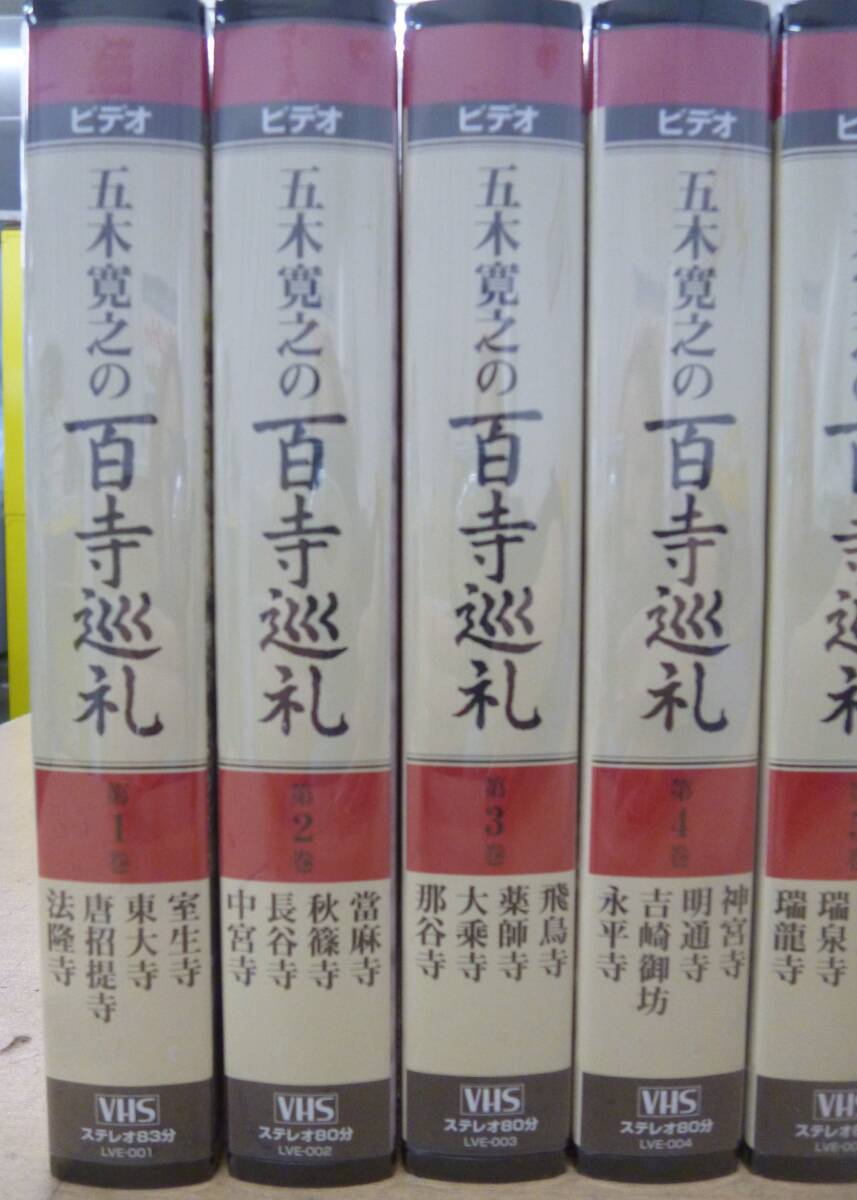 ビデオ
五木寛之の
百寺巡礼
第1巻
室生寺
東大寺
唐招提寺
法隆寺
VHS
ステレオ83分
LVE-001
ビデオ
五木寛之の
百寺巡礼
第2巻
當麻寺
秋篠寺
長谷寺
中宮寺
VHS
ステレオ80分
LVE-002
ビデオ
五木寛之の
百寺巡礼
第3巻
飛鳥寺
薬師寺
大乗寺
那谷寺
VHS
ステレオ80分
LVE-003
ビデオ
五木寛之の
百寺巡礼
第4巻
神宮寺
明通寺
吉崎御坊
永平寺
VHS
ステレオ80分
LVE-004
瑞泉寺
瑞龍寺